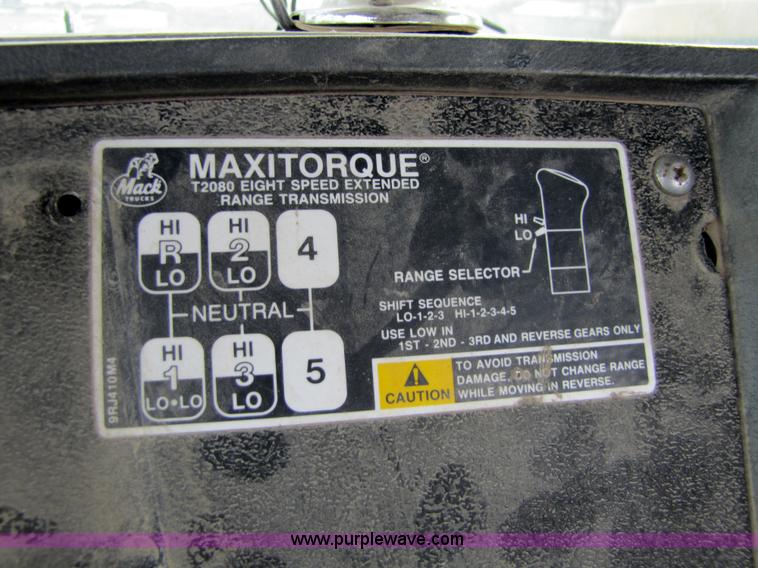 Mack
TRUCKS
MAXITORQUE®
T2080 EIGHT SPEED EXTENDED
RANGE TRANSMISSION
HI
R
LO
HI
2
LO
4
NEUTRAL
HI
1
LO•LO
HI
3
LO
5
9RJ410M4
HI
LO
RANGE SELECTOR
SHIFT SEQUENCE
LO-1-2-3 HI-1-2-3-4-5
USE LOW IN
1ST - 2ND - 3RD AND REVERSE GEARS ONLY
CAUTION
TO AVOID TRANSMISSION
DAMAGE, DO NOT CHANGE RANGE
WHILE MOVING IN REVERSE.
www.purplewave.com